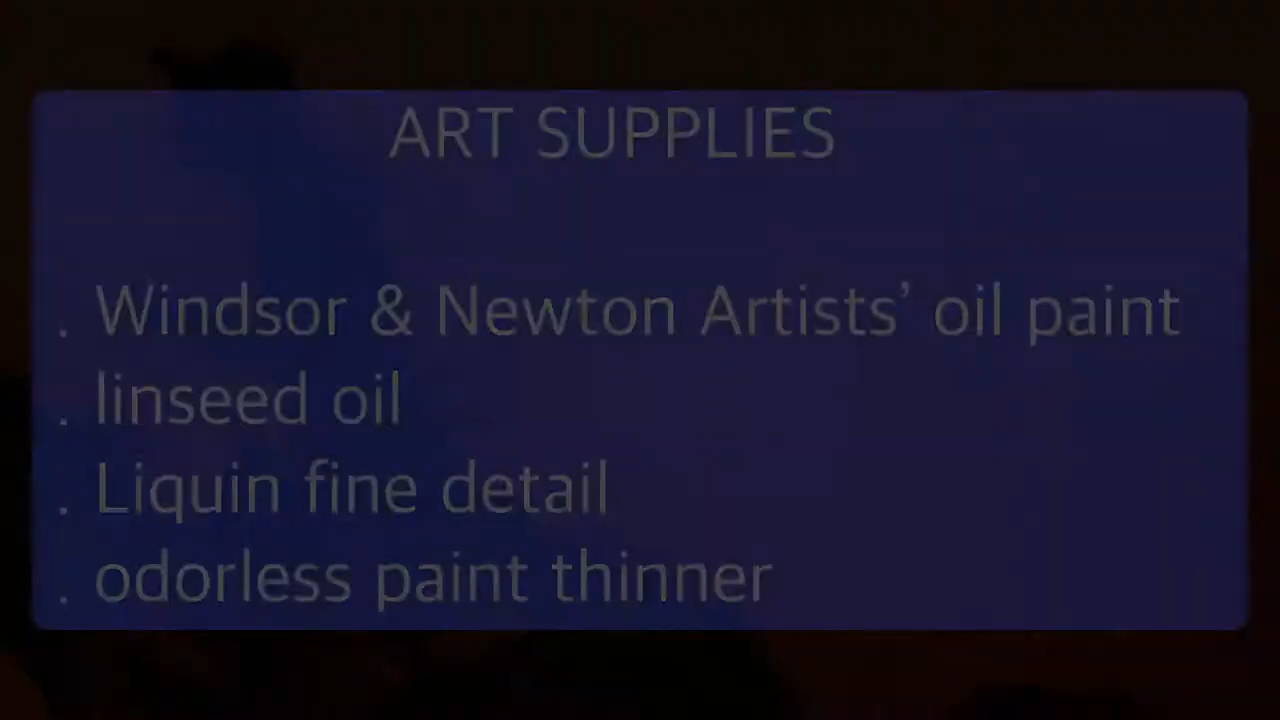 ART SUPPLIES
. Windsor & Newton Artists’ oil paint
. linseed oil
. Liquin fine detail
. odorless paint thinner